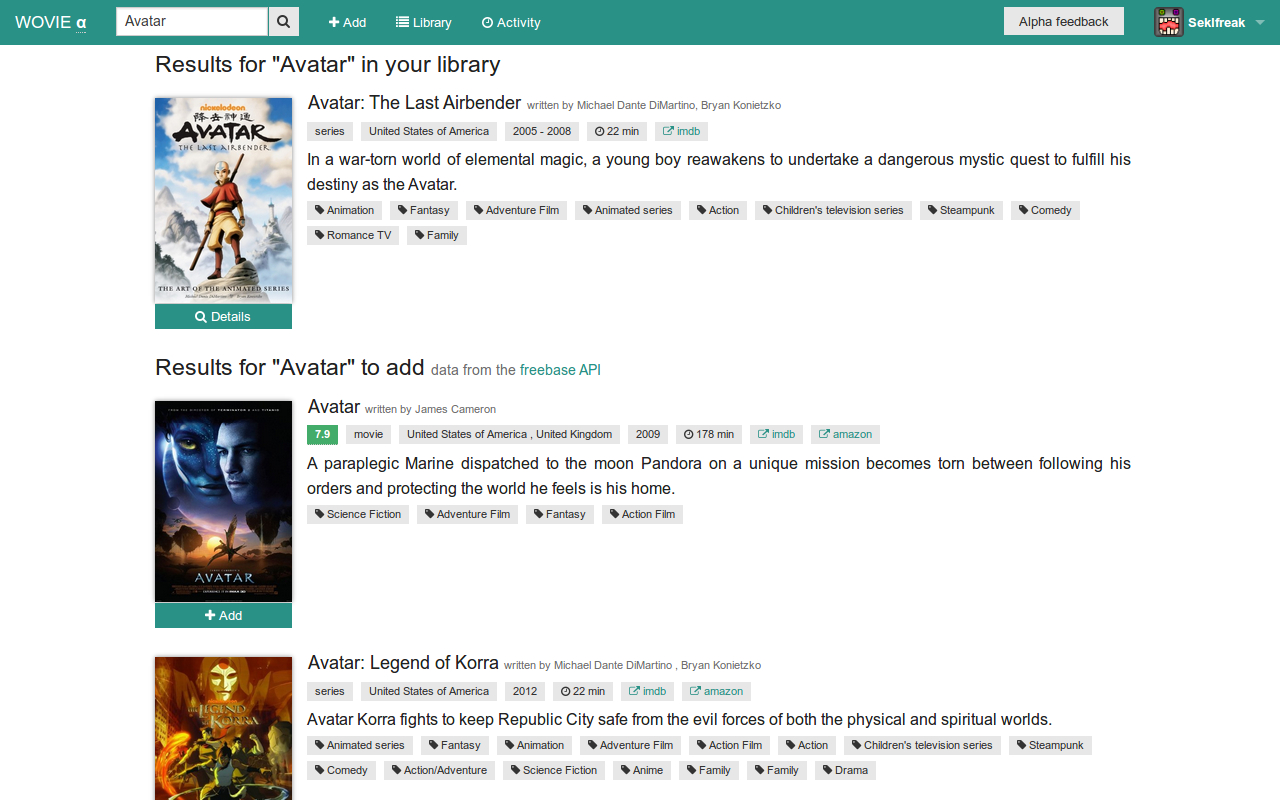 WOVIE α Avatar Add Library Activity Alpha feedback Seklfreak
Results for "Avatar" in your library
nickelodeon
降去神通
AVATAR
THE LAST AIRBENDER
THE ART OF THE ANIMATED SERIES
Details
Avatar: The Last Airbender written by Michael Dante DiMartino, Bryan Konietzko
series United States of America 2005 - 2008 22 min imdb
In a war-torn world of elemental magic, a young boy reawakens to undertake a dangerous mystic quest to fulfill his
destiny as the Avatar.
Animation Fantasy Adventure Film Animated series Action Children's television series Steampunk Comedy
Romance TV Family
Results for "Avatar" to add data from the freebase API
AVATAR
Add
Avatar written by James Cameron
7.9 movie United States of America , United Kingdom 2009 178 min imdb amazon
A paraplegic Marine dispatched to the moon Pandora on a unique mission becomes torn between following his
orders and protecting the world he feels is his home.
Science Fiction Adventure Film Fantasy Action Film
THE LEGEND
OF KORRA
Avatar: Legend of Korra written by Michael Dante DiMartino , Bryan Konietzko
series United States of America 2012 22 min imdb amazon
Avatar Korra fights to keep Republic City safe from the evil forces of both the physical and spiritual worlds.
Animated series Fantasy Animation Adventure Film Action Film Action Children's television series Steampunk
Comedy Action/Adventure Science Fiction Anime Family Family Drama